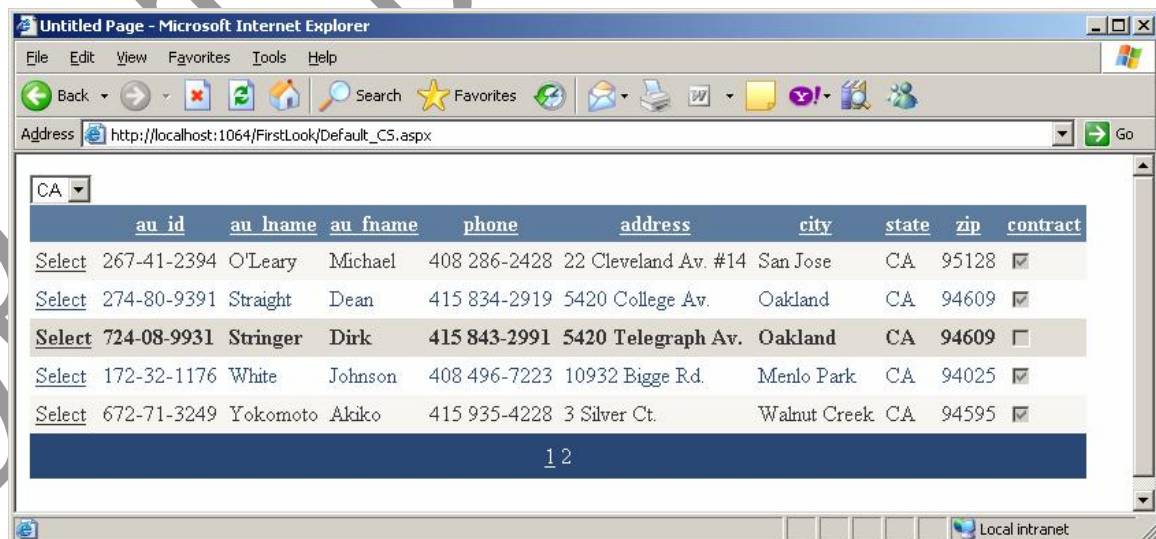 Untitled Page - Microsoft Internet Explorer
File Edit View Favorites Tools Help
Back Search Favorites
Address http://localhost:1064/FirstLook/Default_CS.aspx Go
CA
au_id au_lname au_fname phone address city state zip contract
Select 267-41-2394 O'Leary Michael 408 286-2428 22 Cleveland Av. #14 San Jose CA 95128
Select 274-80-9391 Straight Dean 415 834-2919 5420 College Av. Oakland CA 94609
Select 724-08-9931 Stringer Dirk 415 843-2991 5420 Telegraph Av. Oakland CA 94609
Select 172-32-1176 White Johnson 408 496-7223 10932 Bigge Rd. Menlo Park CA 94025
Select 672-71-3249 Yokomoto Akiko 415 935-4228 3 Silver Ct. Walnut Creek CA 94595
1 2
Local intranet